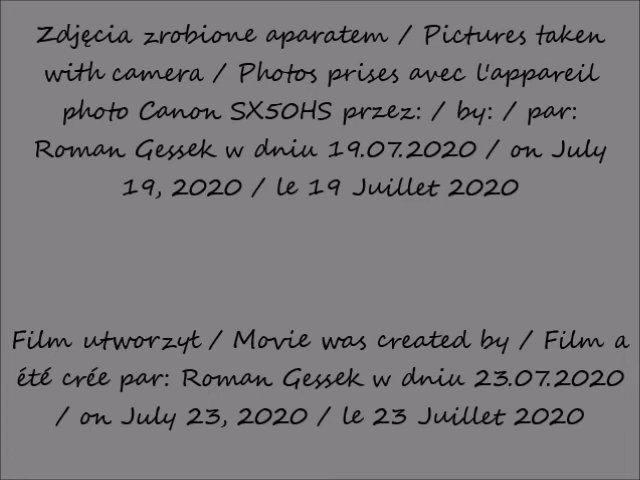 Zdjęcia zrobione aparatem / Pictures taken
with camera / Photos prises avec l'appareil
photo Canon SX50HS przez: / by: / par:
Roman Gessek w dniu 19.07.2020 / on July
19, 2020 / le 19 Juillet 2020
Film utworzył / Movie was created by / Film a
été crée par: Roman Gessek w dniu 23.07.2020
/ on July 23, 2020 / le 23 Juillet 2020